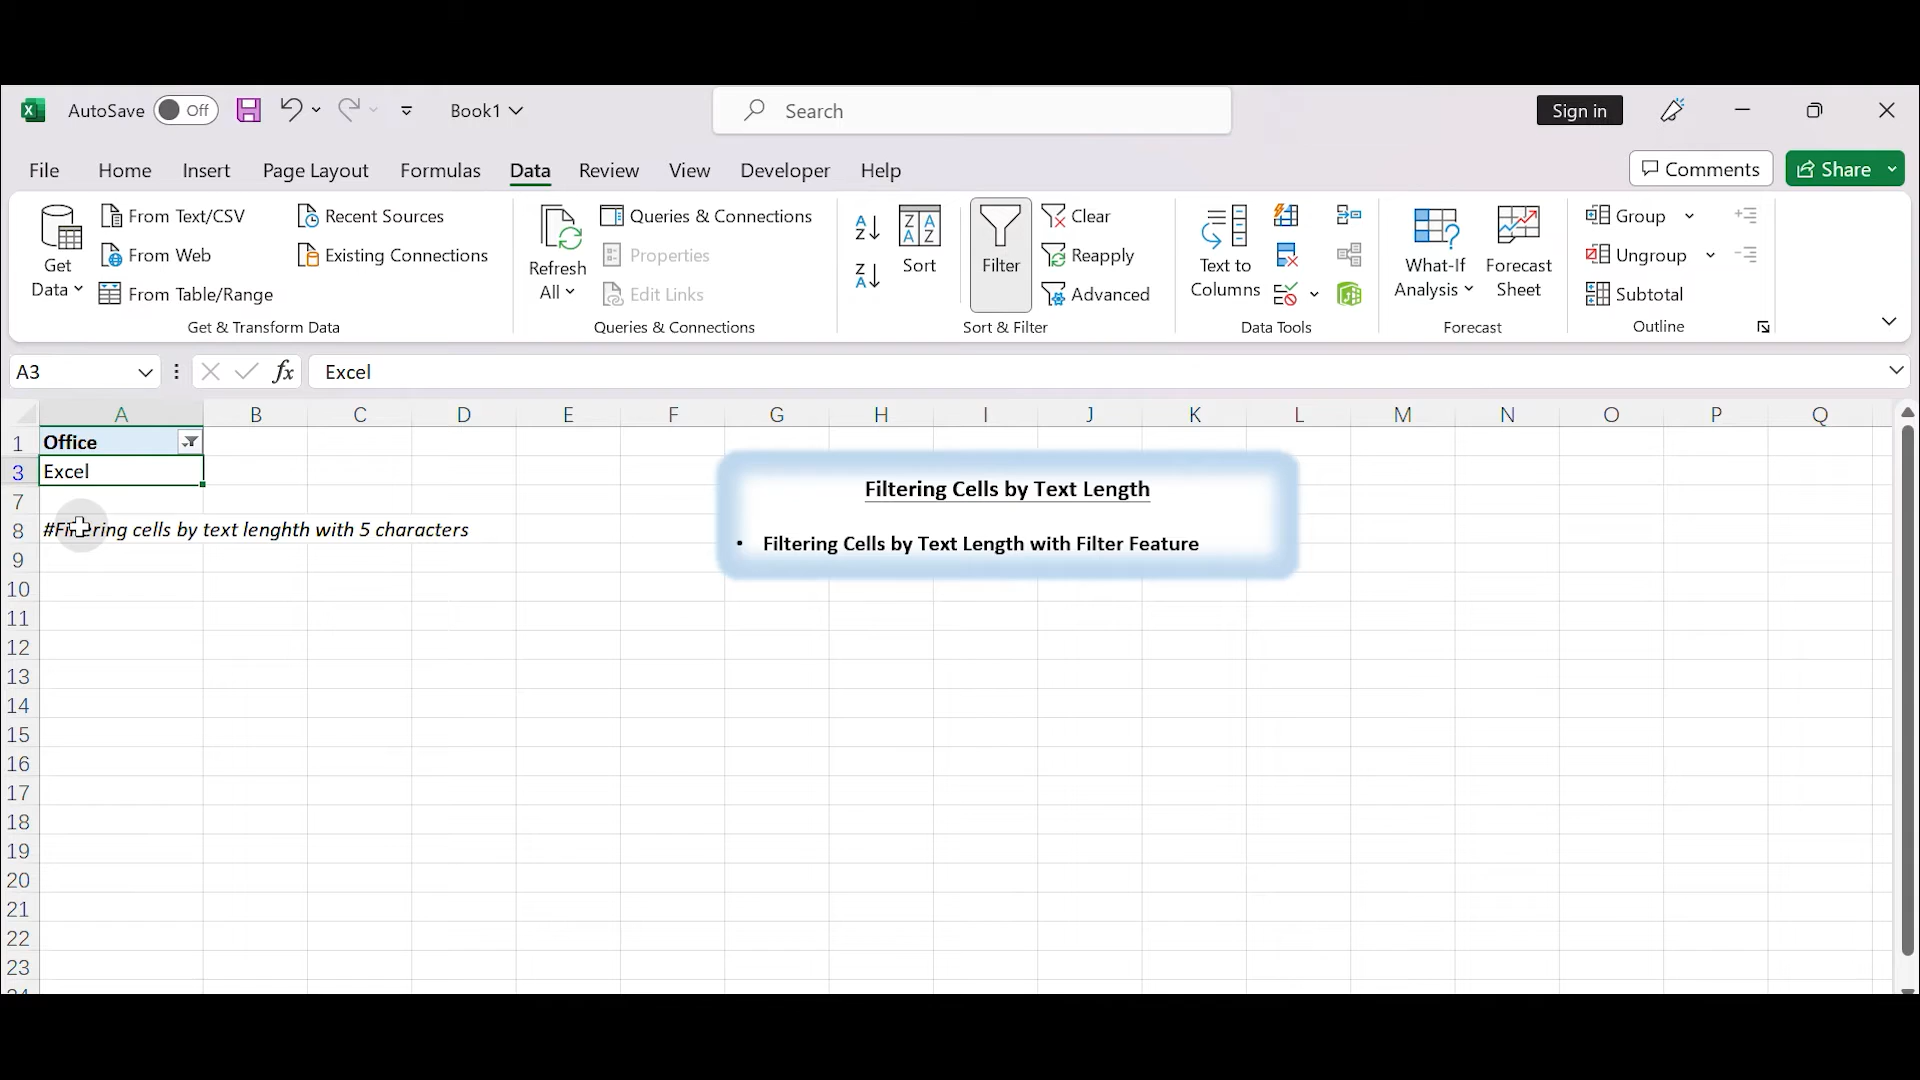 AutoSave Off Book1 Search Sign in
File Home Insert Page Layout Formulas Data Review View Developer Help Comments Share
Get Data
From Text/CSV
From Web
From Table/Range
Recent Sources
Existing Connections
Get & Transform Data
Refresh All
Queries & Connections
Properties
Edit Links
Queries & Connections
A Z
Z A
Z A A Z
Sort
Filter
Clear
Reapply
Advanced
Sort & Filter
Text to Columns
Data Tools
What-If Analysis
Forecast Sheet
Forecast
Group
Ungroup
Subtotal
Outline
A3 fx Excel
A B C D E F G H I J K L M N O P Q
1 Office
3 Excel
7
8 #Filtering cells by text lenghth with 5 characters
9
10
11
12
13
14
15
16
17
18
19
20
21
22
23
24
Filtering Cells by Text Length
• Filtering Cells by Text Length with Filter Feature